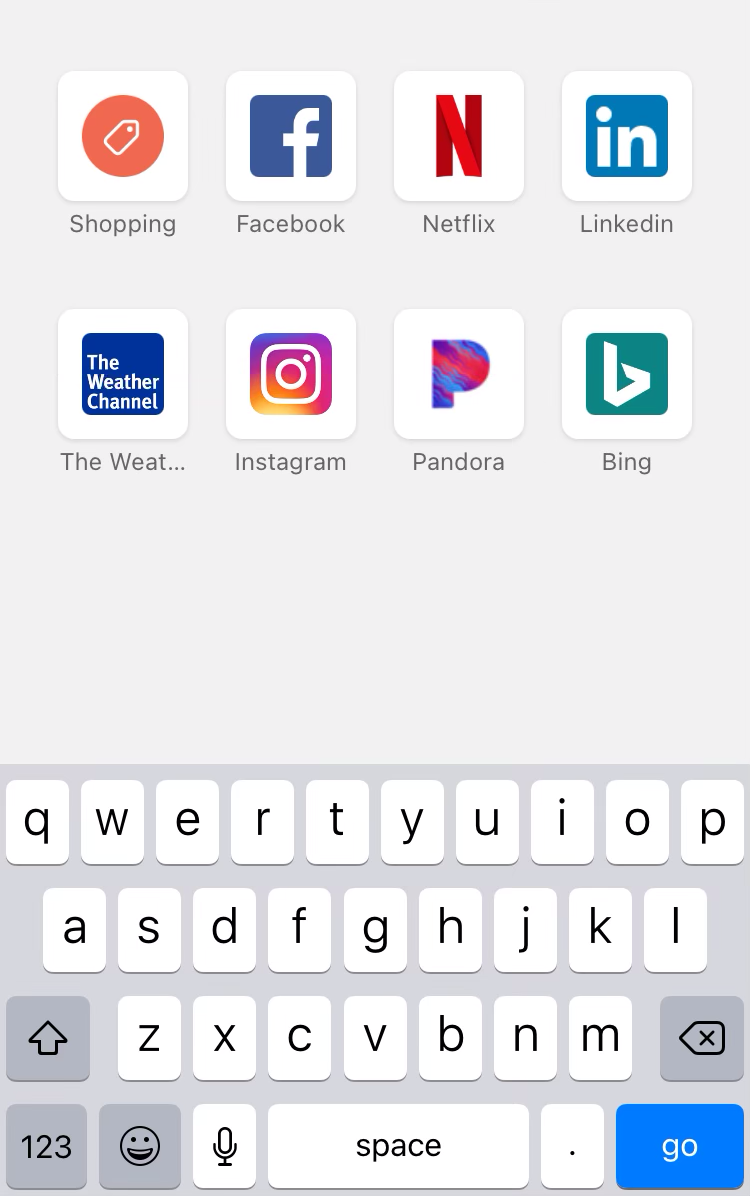 f
N
in
Shopping Facebook Netflix Linkedin
The
Weather
Channel
The Weat... Instagram Pandora Bing
q w e r t y u i o p
a s d f g h j k l
z x c v b n m
123 space . go